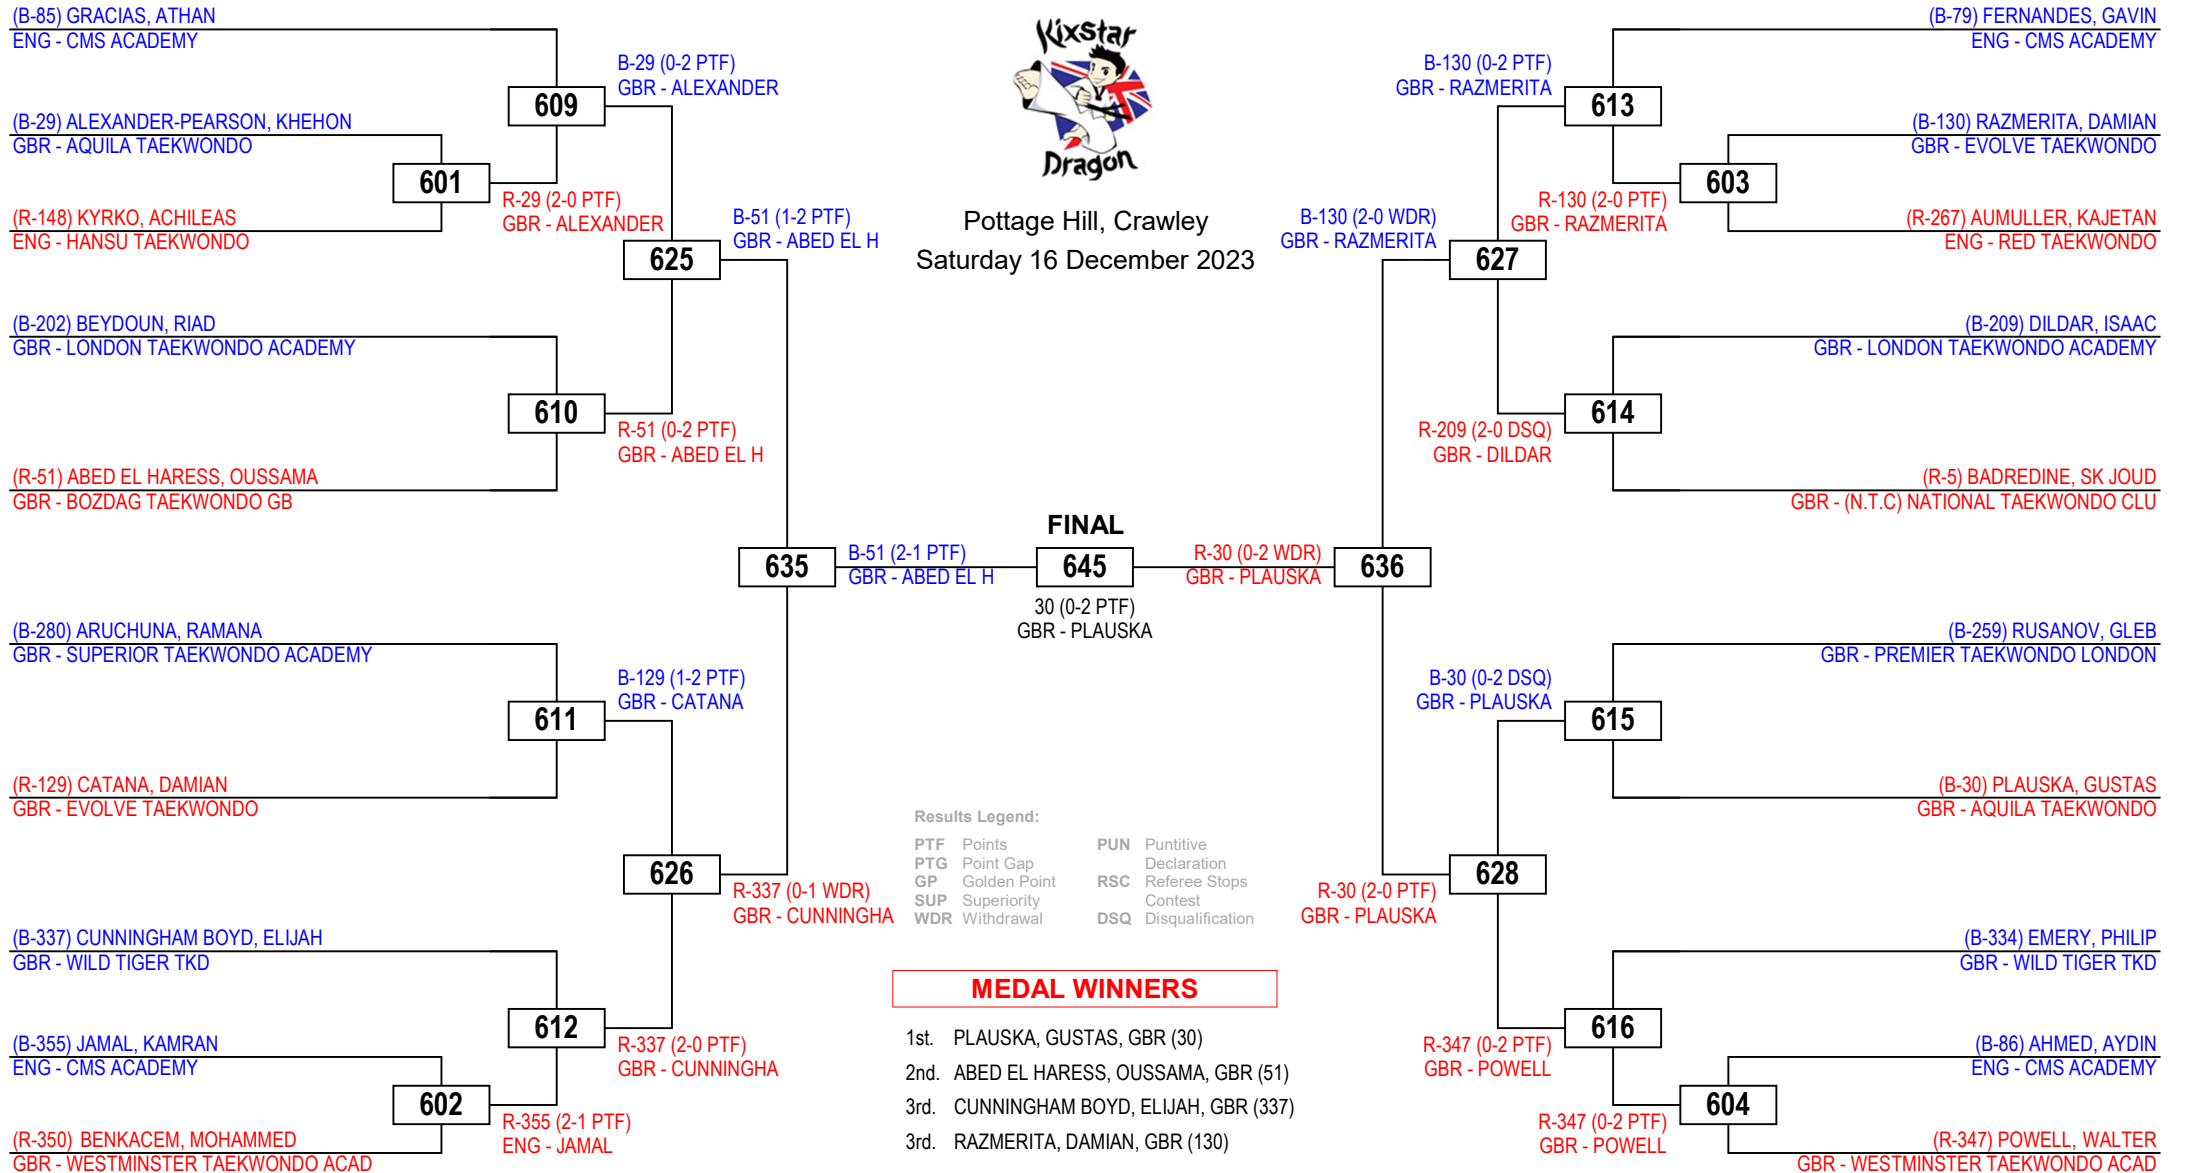 (B-85) GRACIAS, ATHAN
ENG - CMS ACADEMY
(B-29) ALEXANDER-PEARSON, KHEHON
GBR - AQUILA TAEKWONDO
(R-148) KYRKO, ACHILEAS
ENG - HANSU TAEKWONDO
(B-202) BEYDOUN, RIAD
GBR - LONDON TAEKWONDO ACADEMY
(R-51) ABED EL HARESS, OUSSAMA
GBR - BOZDAG TAEKWONDO GB
(B-280) ARUCHUNA, RAMANA
GBR - SUPERIOR TAEKWONDO ACADEMY
(R-129) CATANA, DAMIAN
GBR - EVOLVE TAEKWONDO
(B-337) CUNNINGHAM BOYD, ELIJAH
GBR - WILD TIGER TKD
(B-355) JAMAL, KAMRAN
ENG - CMS ACADEMY
(R-350) BENKACEM, MOHAMMED
GBR - WESTMINSTER TAEKWONDO ACAD
601
602
R-29 (2-0 PTF)
GBR - ALEXANDER
R-355 (2-1 PTF)
ENG - JAMAL
609
610
611
612
B-29 (0-2 PTF)
GBR - ALEXANDER
R-51 (0-2 PTF)
GBR - ABED EL H
B-129 (1-2 PTF)
GBR - CATANA
R-337 (2-0 PTF)
GBR - CUNNINGHA
625
626
B-51 (1-2 PTF)
GBR - ABED EL H
R-337 (0-1 WDR)
GBR - CUNNINGHA
635
B-51 (2-1 PTF)
GBR - ABED EL H
Kixstar
Dragon
Pottage Hill, Crawley
Saturday 16 December 2023
FINAL
645
30 (0-2 PTF)
GBR - PLAUSKA
Results Legend:
PTF Points
PTG Point Gap
GP Golden Point
SUP Superiority
WDR Withdrawal
PUN Puntitive
Declaration
RSC Referee Stops
Contest
DSQ Disqualification
MEDAL WINNERS
1st. PLAUSKA, GUSTAS, GBR (30)
2nd. ABED EL HARESS, OUSSAMA, GBR (51)
3rd. CUNNINGHAM BOYD, ELIJAH, GBR (337)
3rd. RAZMERITA, DAMIAN, GBR (130)
R-30 (0-2 WDR)
GBR - PLAUSKA
636
B-130 (2-0 WDR)
GBR - RAZMERITA
R-30 (2-0 PTF)
GBR - PLAUSKA
627
628
B-130 (0-2 PTF)
GBR - RAZMERITA
R-209 (2-0 DSQ)
GBR - DILDAR
B-30 (0-2 DSQ)
GBR - PLAUSKA
R-347 (0-2 PTF)
GBR - POWELL
613
614
615
616
R-130 (2-0 PTF)
GBR - RAZMERITA
R-347 (0-2 PTF)
GBR - POWELL
603
604
(B-79) FERNANDES, GAVIN
ENG - CMS ACADEMY
(B-130) RAZMERITA, DAMIAN
GBR - EVOLVE TAEKWONDO
(R-267) AUMULLER, KAJETAN
ENG - RED TAEKWONDO
(B-209) DILDAR, ISAAC
GBR - LONDON TAEKWONDO ACADEMY
(R-5) BADREDINE, SK JOUD
GBR - (N.T.C) NATIONAL TAEKWONDO CLU
(B-259) RUSANOV, GLEB
GBR - PREMIER TAEKWONDO LONDON
(B-30) PLAUSKA, GUSTAS
GBR - AQUILA TAEKWONDO
(B-334) EMERY, PHILIP
GBR - WILD TIGER TKD
(B-86) AHMED, AYDIN
ENG - CMS ACADEMY
(R-347) POWELL, WALTER
GBR - WESTMINSTER TAEKWONDO ACAD